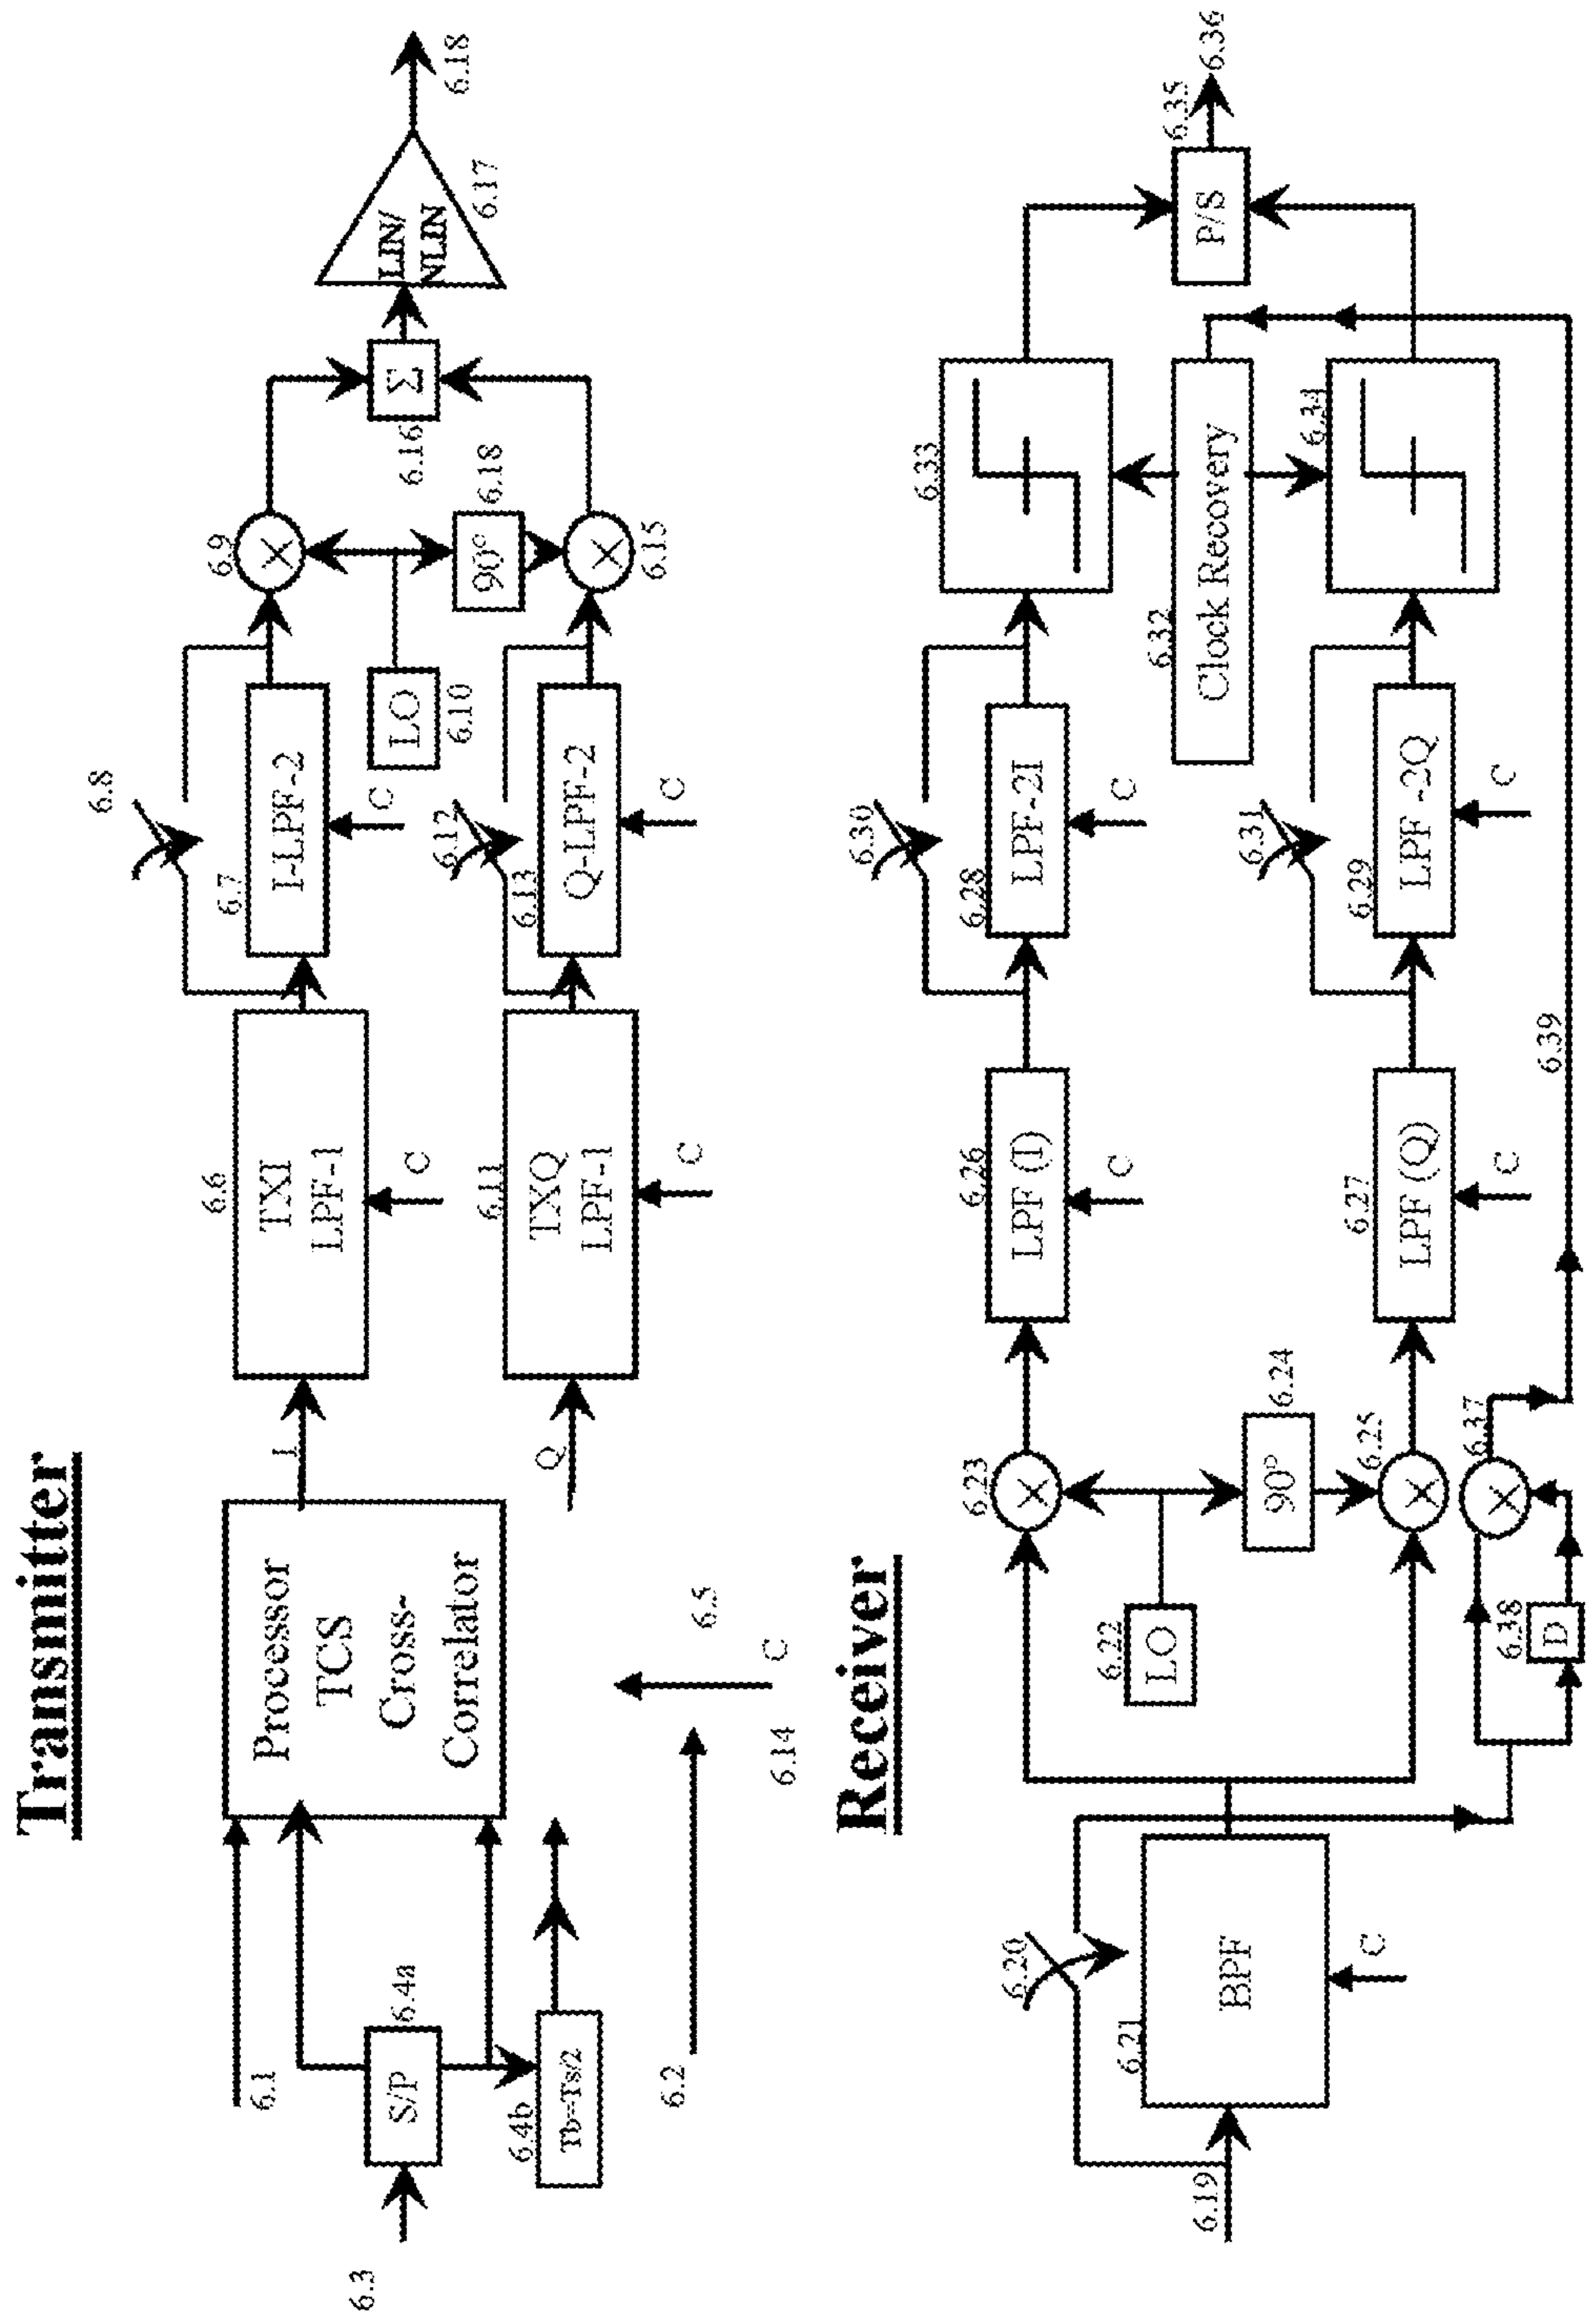 Transmitter
6.1
6.3
S/P
6.4a
6.4b
Tb=Ts/2
6.2
Processor
TCS
Cross-
Correlator
6.5
C
6.14
I
Q
6.6
TXI
LPF-1
C
6.11
TXQ
LPF-1
C
6.8
6.7
I-LPF-2
C
6.12
6.13
Q-LPF-2
C
LO
6.10
6.9
90°
6.18
6.15
Σ
6.16
LIN/
NLIN
6.17
6.18
Receiver
6.19
6.20
6.21
BPF
C
6.22
LO
6.23
90°
6.24
6.25
6.37
6.38
D
6.39
6.26
LPF (I)
C
6.27
LPF (Q)
C
6.30
6.28
LPF-2I
C
6.31
6.29
LPF -2Q
C
6.32
Clock Recovery
6.33
6.34
P/S
6.35
6.36